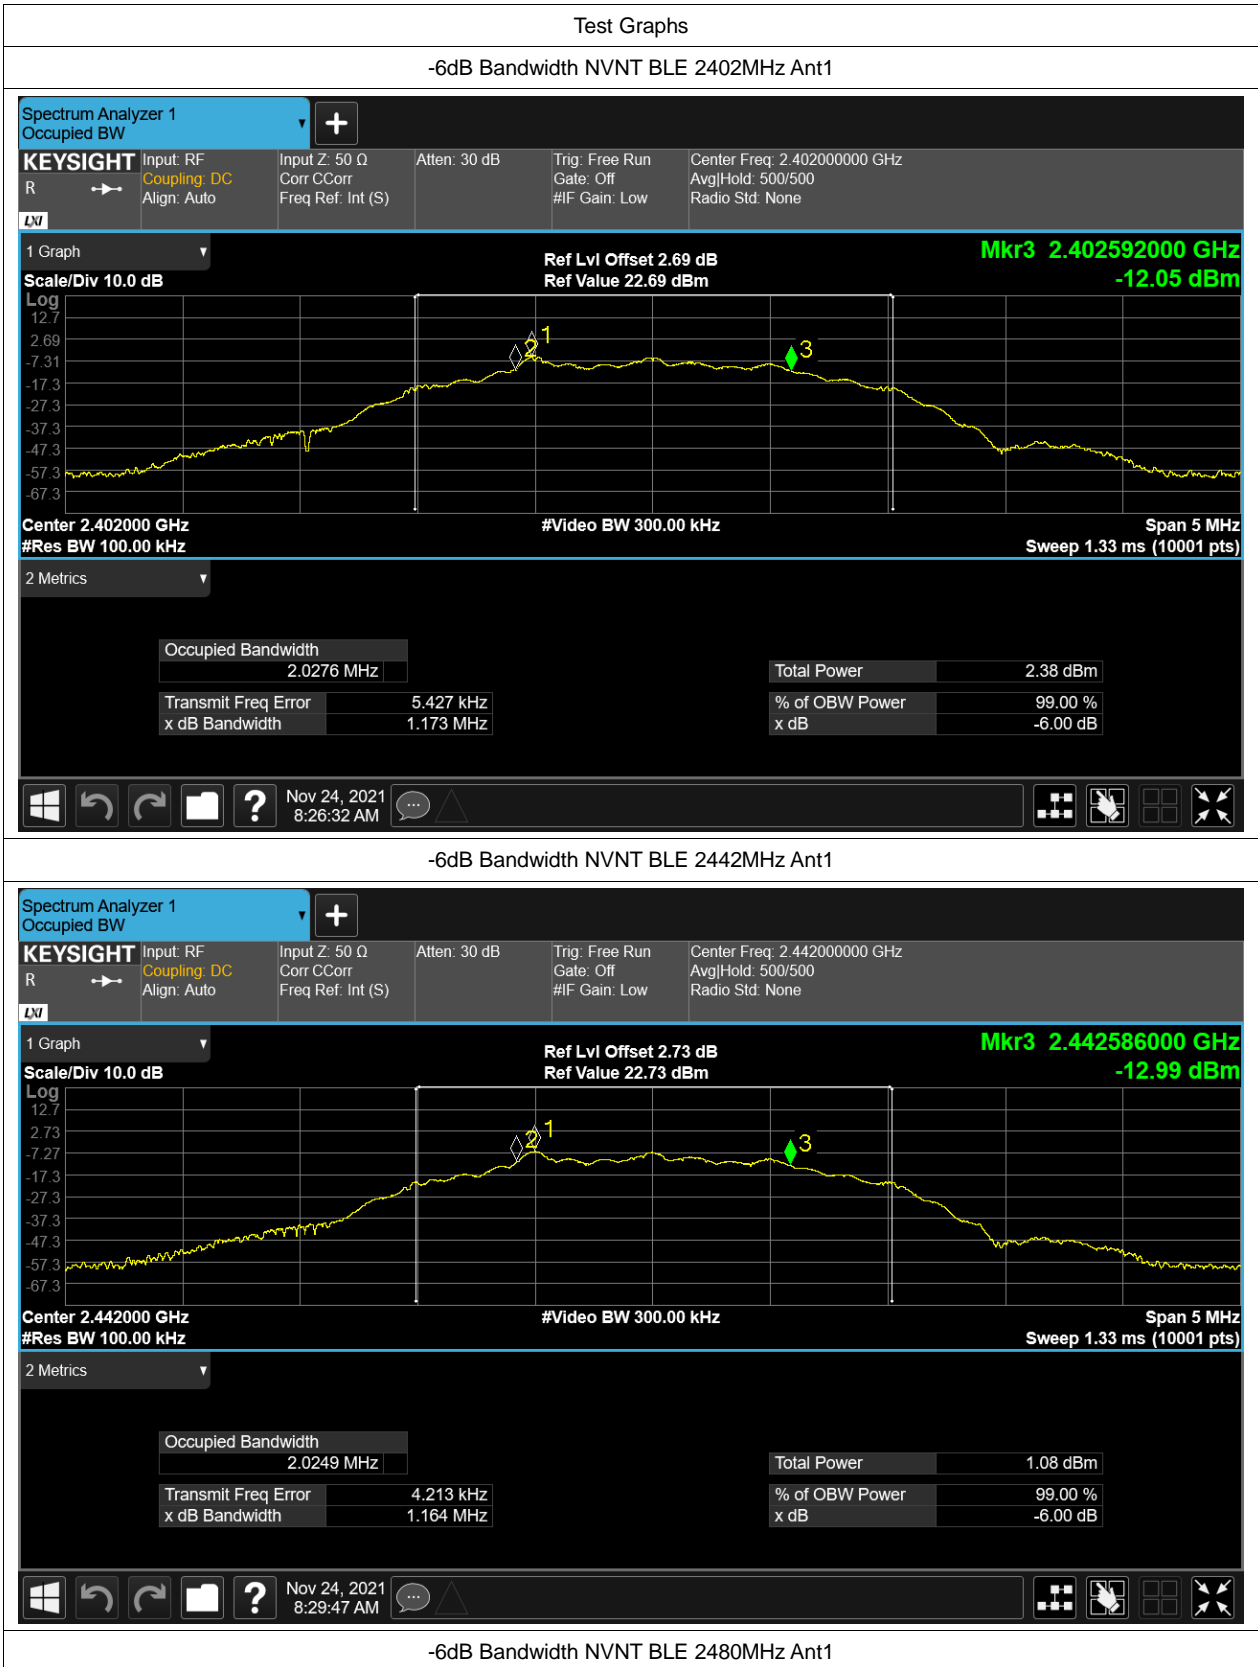 Test Graphs
-6dB Bandwidth NVNT BLE 2402MHz Ant1
Spectrum Analyzer 1
Occupied BW
KEYSIGHT
R
LXI
Input: RF
Coupling: DC
Align: Auto
Input Z: 50 Ω
Corr CCorr
Freq Ref: Int (S)
Atten: 30 dB
Trig: Free Run
Gate: Off
#IF Gain: Low
Center Freq: 2.402000000 GHz
Avg|Hold: 500/500
Radio Std: None
1 Graph
Scale/Div 10.0 dB
Ref Lvl Offset 2.69 dB
Ref Value 22.69 dBm
Mkr3 2.402592000 GHz
-12.05 dBm
Log
12.7
2.69
-7.31
-17.3
-27.3
-37.3
-47.3
-57.3
-67.3
1
2
3
Center 2.402000 GHz
#Video BW 300.00 kHz
Span 5 MHz
#Res BW 100.00 kHz
Sweep 1.33 ms (10001 pts)
2 Metrics
Occupied Bandwidth
2.0276 MHz
Total Power 2.38 dBm
Transmit Freq Error 5.427 kHz
% of OBW Power 99.00 %
x dB Bandwidth 1.173 MHz
x dB -6.00 dB
Nov 24, 2021
8:26:32 AM
-6dB Bandwidth NVNT BLE 2442MHz Ant1
Spectrum Analyzer 1
Occupied BW
KEYSIGHT
R
LXI
Input: RF
Coupling: DC
Align: Auto
Input Z: 50 Ω
Corr CCorr
Freq Ref: Int (S)
Atten: 30 dB
Trig: Free Run
Gate: Off
#IF Gain: Low
Center Freq: 2.442000000 GHz
Avg|Hold: 500/500
Radio Std: None
1 Graph
Scale/Div 10.0 dB
Ref Lvl Offset 2.73 dB
Ref Value 22.73 dBm
Mkr3 2.442586000 GHz
-12.99 dBm
Log
12.7
2.73
-7.27
-17.3
-27.3
-37.3
-47.3
-57.3
-67.3
1
2
3
Center 2.442000 GHz
#Video BW 300.00 kHz
Span 5 MHz
#Res BW 100.00 kHz
Sweep 1.33 ms (10001 pts)
2 Metrics
Occupied Bandwidth
2.0249 MHz
Total Power 1.08 dBm
Transmit Freq Error 4.213 kHz
% of OBW Power 99.00 %
x dB Bandwidth 1.164 MHz
x dB -6.00 dB
Nov 24, 2021
8:29:47 AM
-6dB Bandwidth NVNT BLE 2480MHz Ant1